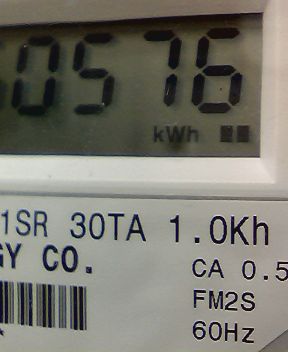 0576
kWh
1SR 30TA 1.0Kh
GY CO.
CA 0.5
FM2S
60Hz